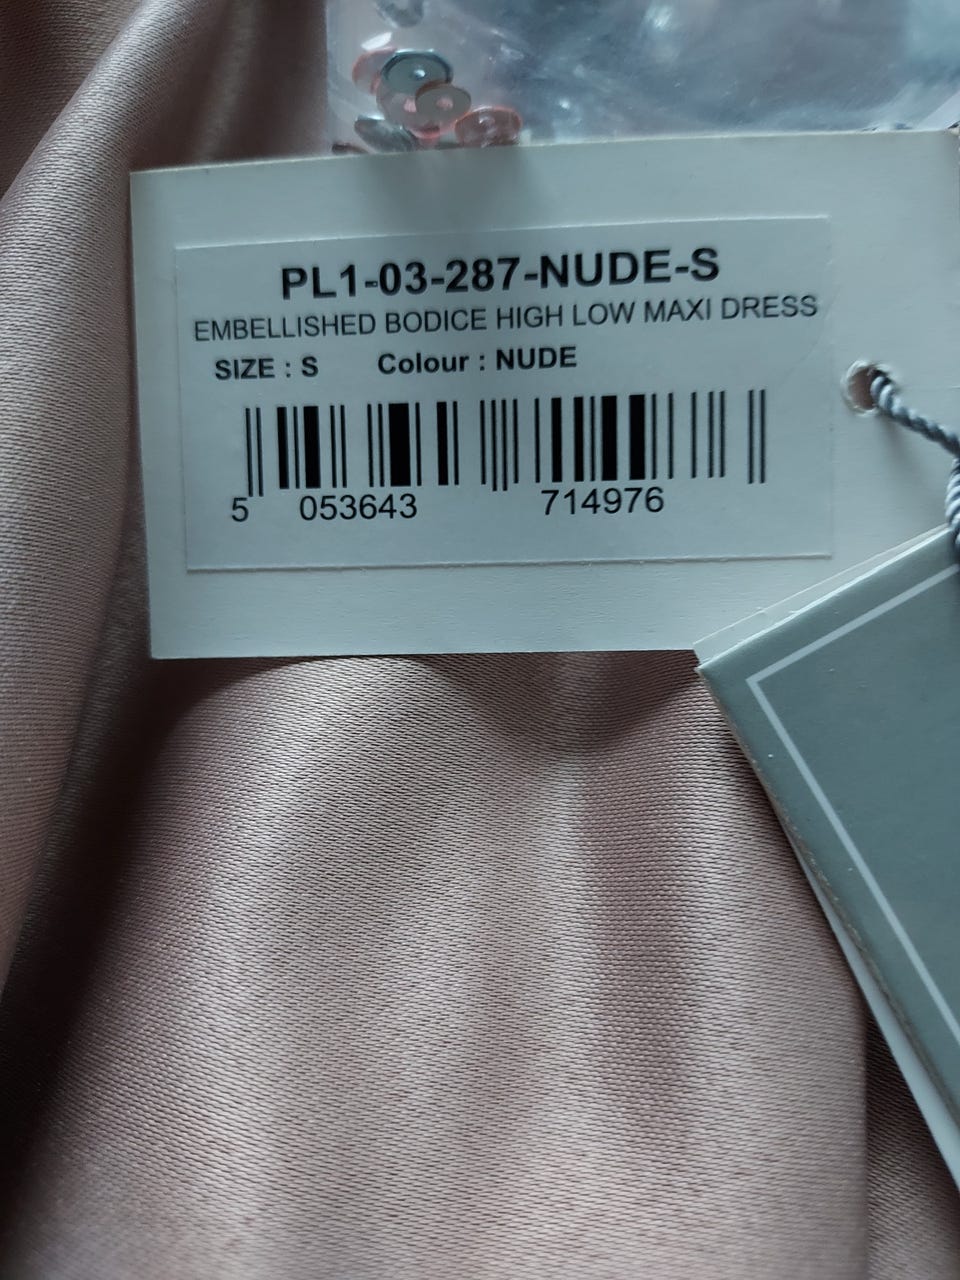 PL1-03-287-NUDE-S
EMBELLISHED BODICE HIGH LOW MAXI DRESS
SIZE : S Colour : NUDE
5 053643 714976